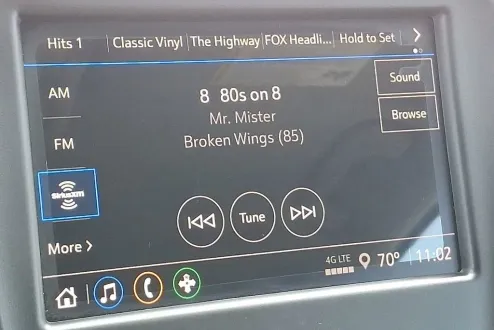 Hits 1 Classic Vinyl The Highway FOX Headli... Hold to Set
AM
8 80s on 8
Sound
Mr. Mister
Browse
FM
Broken Wings (85)
SiriusXM
Tune
More
4G LTE
70° 11:02